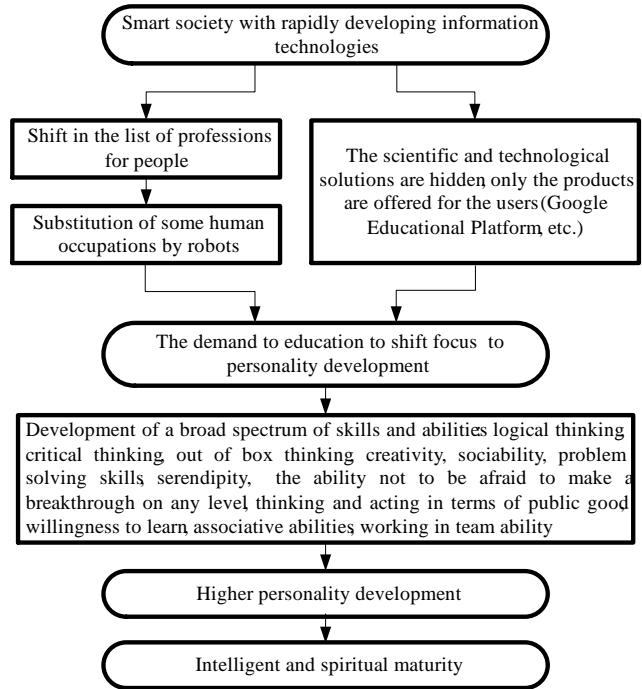 Smart society with rapidly developing information
technologies
Shift in the list of professions
for people
Substitution of some human
occupations by robots
The scientific and technological
solutions are hidden, only the products
are offered for the users (Google
Educational Platform, etc.)
The demand to education to shift focus to
personality development
Development of a broad spectrum of skills and abilities: logical thinking,
critical thinking, out of box thinking, creativity, sociability, problem
solving skills, serendipity, the ability not to be afraid to make a
breakthrough on any level, thinking and acting in terms of public good,
willingness to learn, associative abilities, working in team ability
Higher personality development
Intelligent and spiritual maturity